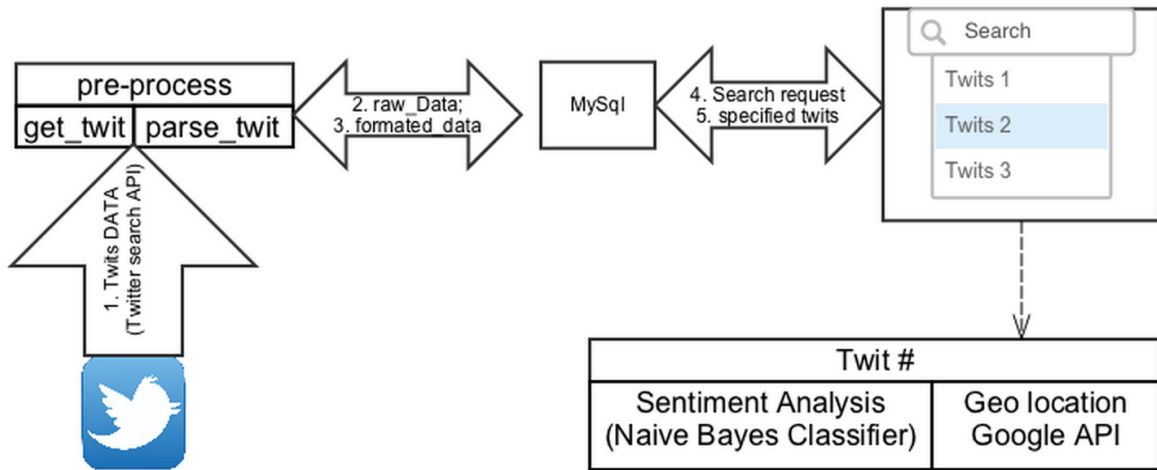 pre-process
get_twit
parse_twit
2. raw_Data;
3. formated_data
MySql
4. Search request
5. specified twits
Search
Twits 1
Twits 2
Twits 3
1. Twits DATA
(Twitter search API)
Twit #
Sentiment Analysis
(Naive Bayes Classifier)
Geo location
Google API